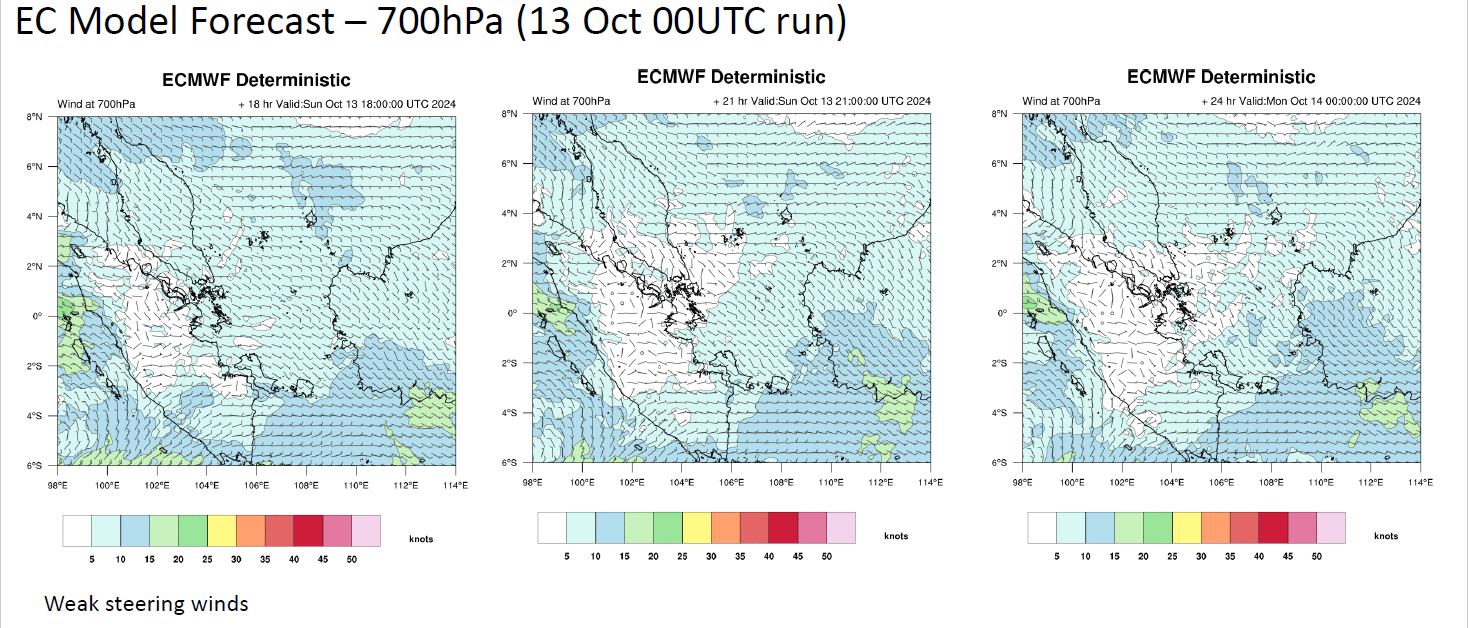 EC Model Forecast – 700hPa (13 Oct 00UTC run)
ECMWF Deterministic
Wind at 700hPa + 18 hr Valid:Sun Oct 13 18:00:00 UTC 2024
8°N
6°N
4°N
2°N
0°
2°S
4°S
6°S
98°E 100°E 102°E 104°E 106°E 108°E 110°E 112°E 114°E
5 10 15 20 25 30 35 40 45 50 knots
ECMWF Deterministic
Wind at 700hPa + 21 hr Valid:Sun Oct 13 21:00:00 UTC 2024
8°N
6°N
4°N
2°N
0°
2°S
4°S
6°S
98°E 100°E 102°E 104°E 106°E 108°E 110°E 112°E 114°E
5 10 15 20 25 30 35 40 45 50 knots
ECMWF Deterministic
Wind at 700hPa + 24 hr Valid:Mon Oct 14 00:00:00 UTC 2024
8°N
6°N
4°N
2°N
0°
2°S
4°S
6°S
98°E 100°E 102°E 104°E 106°E 108°E 110°E 112°E 114°E
5 10 15 20 25 30 35 40 45 50 knots
Weak steering winds